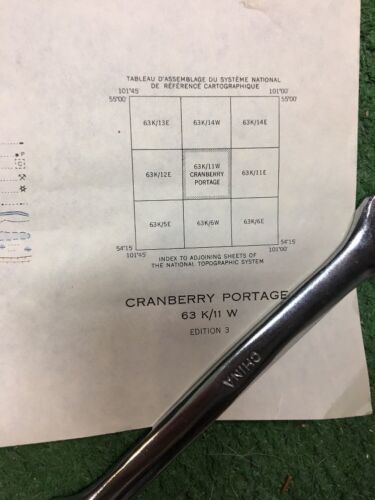 TABLEAU D'ASSEMBLAGE DU SYSTÈME NATIONAL
DE RÉFÉRENCE CARTOGRAPHIQUE
101°45' 101°00'
55°00' 55°00'
63K/13E 63K/14W 63K/14E
63K/12E 63K/11W 63K/11E
CRANBERRY
PORTAGE
63K/5E 63K/6W 63K/6E
54°15' 54°15'
101°45' 101°00'
INDEX TO ADJOINING SHEETS OF
THE NATIONAL TOPOGRAPHIC SYSTEM
CRANBERRY PORTAGE
63 K/11 W
EDITION 3
CHINA